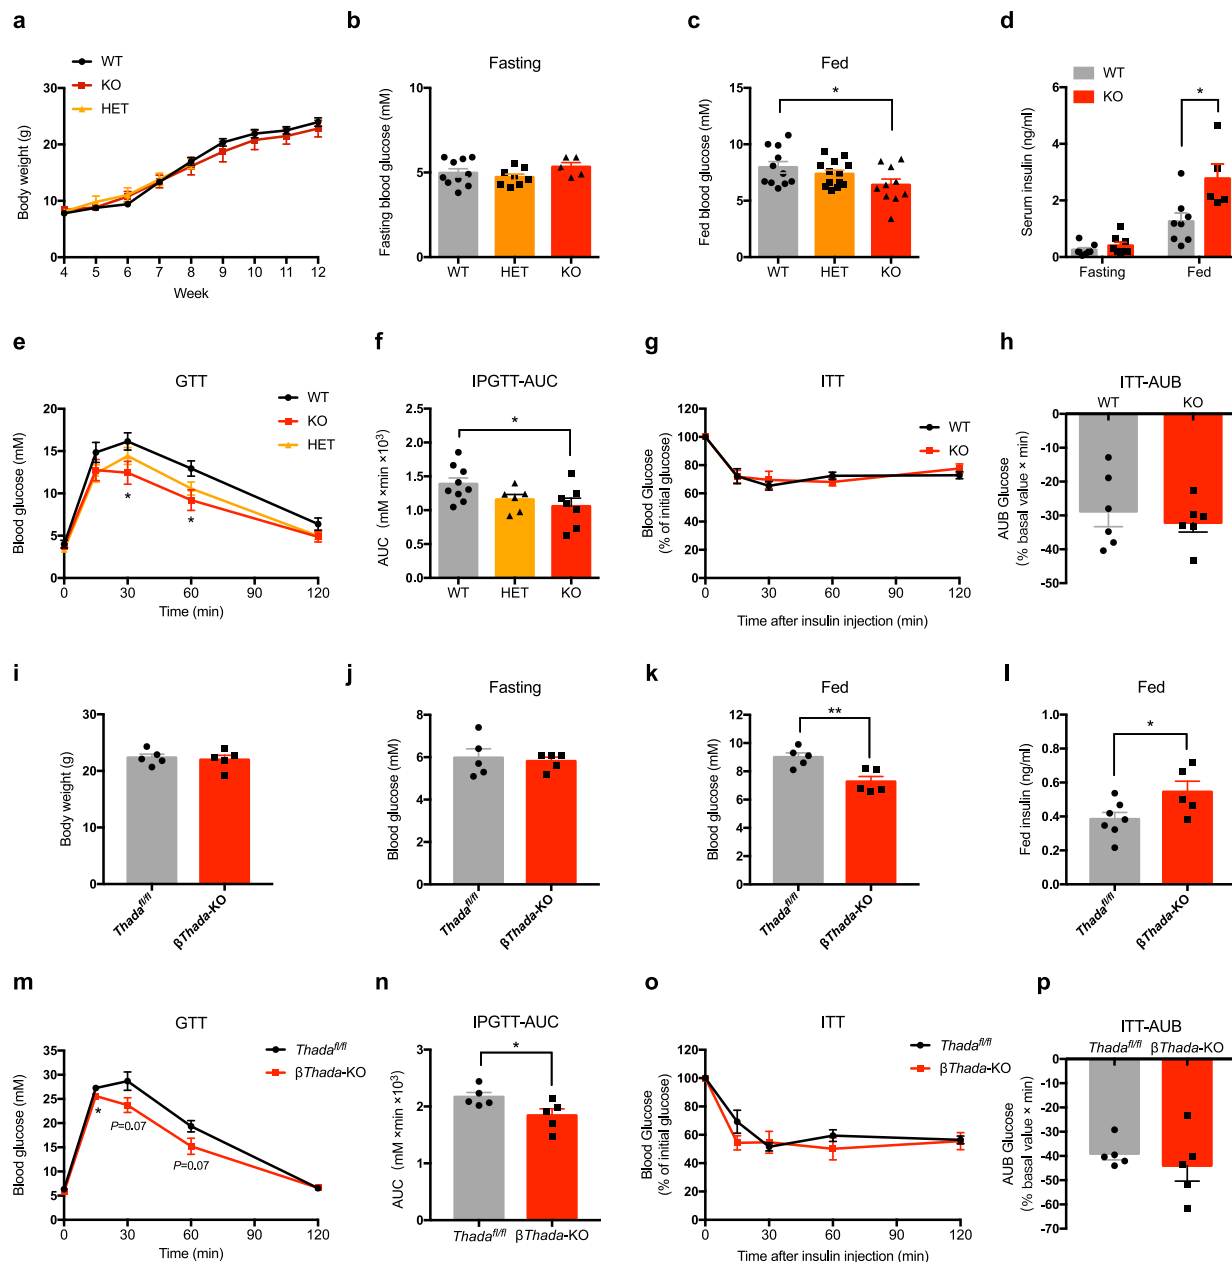 a
WT
KO
HET
Body weight (g)
30
20
10
0
4 5 6 7 8 9 10 11 12
Week
b
Fasting
Fasting blood glucose (mM)
10
5
0
WT HET KO
c
Fed
Fed blood glucose (mM)
15
10
5
0
*
WT HET KO
d
WT
KO
Serum insulin (ng/ml)
6
4
2
0
*
Fasting Fed
e
GTT
WT
KO
HET
Blood glucose (mM)
20
15
10
5
0
*
*
0 30 60 90 120
Time (min)
f
IPGTT-AUC
AUC (mM ×min ×10³)
2.5
2.0
1.5
1.0
0.5
0.0
*
WT HET KO
g
ITT
WT
KO
Blood Glucose
(% of initial glucose)
120
100
80
60
40
20
0
0 30 60 90 120
Time after insulin injection (min)
h
ITT-AUB
WT KO
AUB Glucose
(% basal value × min)
0
-10
-20
-30
-40
-50
i
Body weight (g)
30
20
10
0
Thada^fl/fl
βThada-KO
j
Fasting
Blood glucose (mM)
8
6
4
2
0
Thada^fl/fl
βThada-KO
k
Fed
Blood glucose (mM)
12
10
8
6
4
2
0
**
Thada^fl/fl
βThada-KO
l
Fed
Fed insulin (ng/ml)
1.0
0.8
0.6
0.4
0.2
0.0
*
Thada^fl/fl
βThada-KO
m
GTT
Thada^fl/fl
βThada-KO
Blood glucose (mM)
35
30
25
20
15
10
5
0
*
P=0.07
P=0.07
0 30 60 90 120
Time (min)
n
IPGTT-AUC
AUC (mM ×min ×10³)
3
2
1
0
*
Thada^fl/fl βThada-KO
o
ITT
Thada^fl/fl
βThada-KO
Blood Glucose
(% of initial glucose)
120
100
80
60
40
20
0
0 30 60 90 120
Time after insulin injection (min)
p
ITT-AUB
Thada^fl/fl βThada-KO
AUB Glucose
(% basal value × min)
0
-10
-20
-30
-40
-50
-60
-70